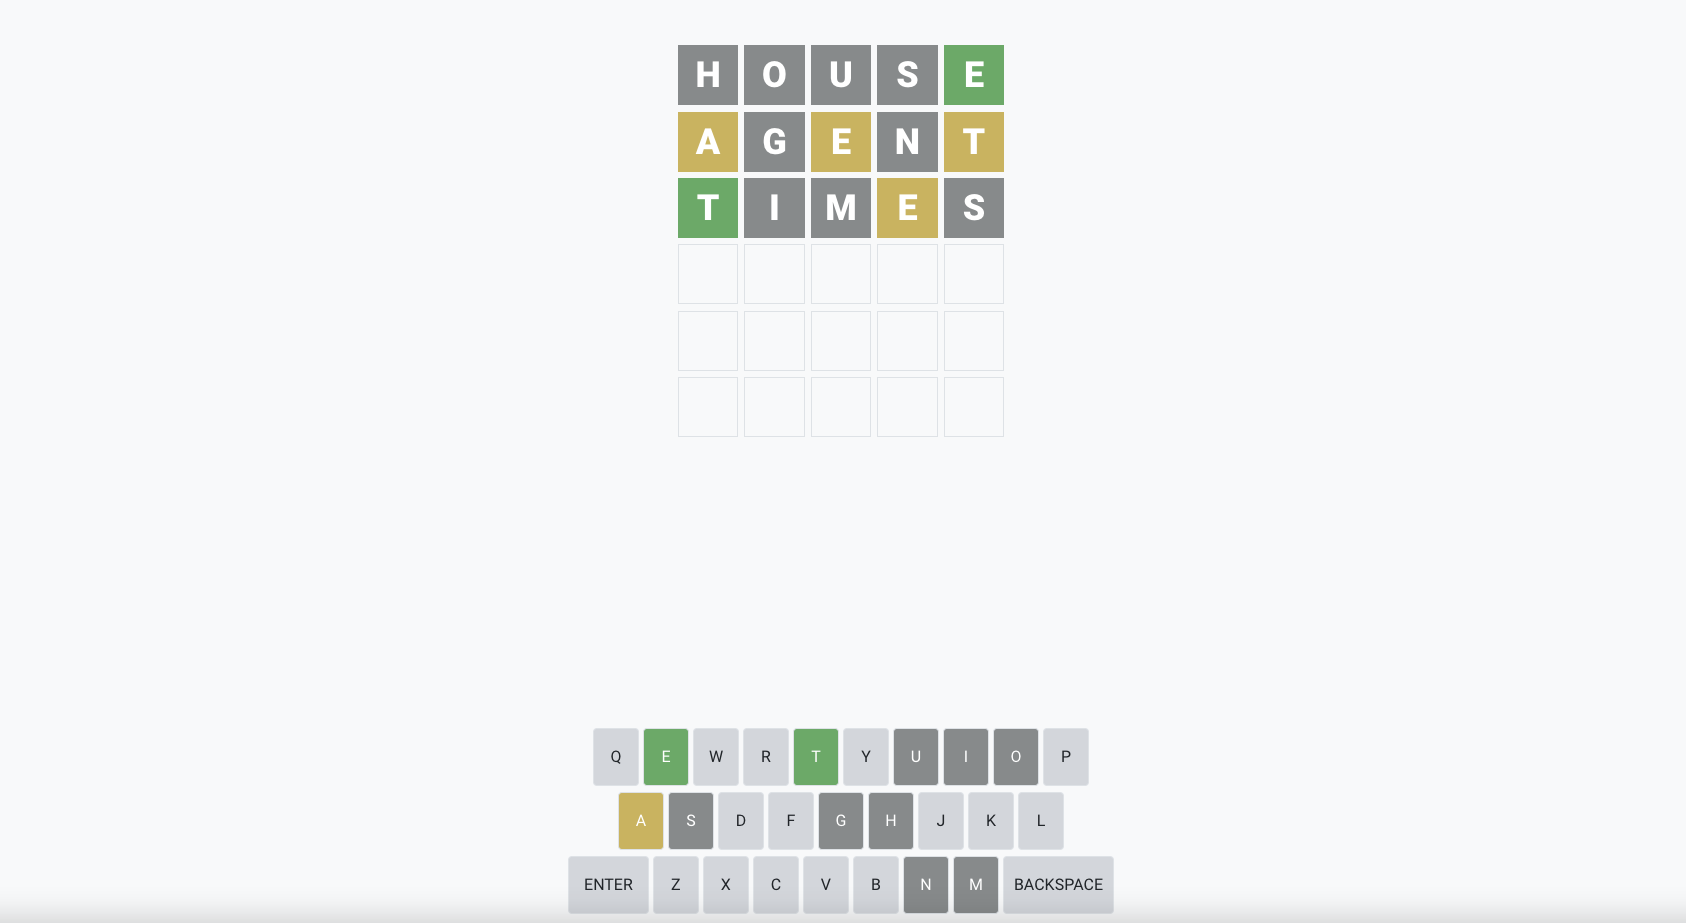 H O U S E
A G E N T
T I M E S
Q E W R T Y U I O P
A S D F G H J K L
ENTER Z X C V B N M BACKSPACE